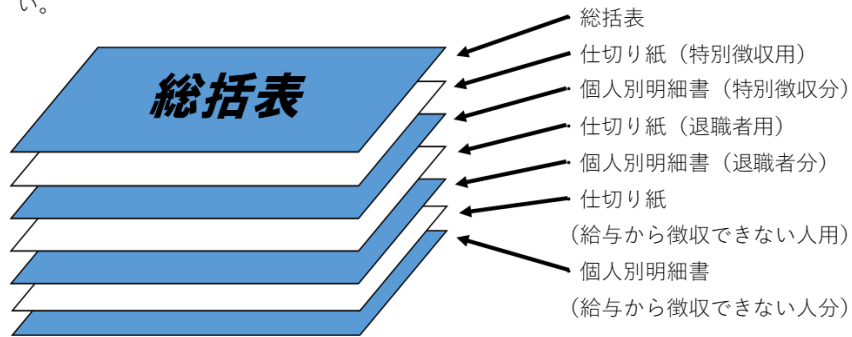 い。
総括表
総括表
仕切り紙（特別徴収用）
個人別明細書（特別徴収分）
仕切り紙（退職者用）
個人別明細書（退職者分）
仕切り紙
（給与から徴収できない人用）
個人別明細書
（給与から徴収できない人分）